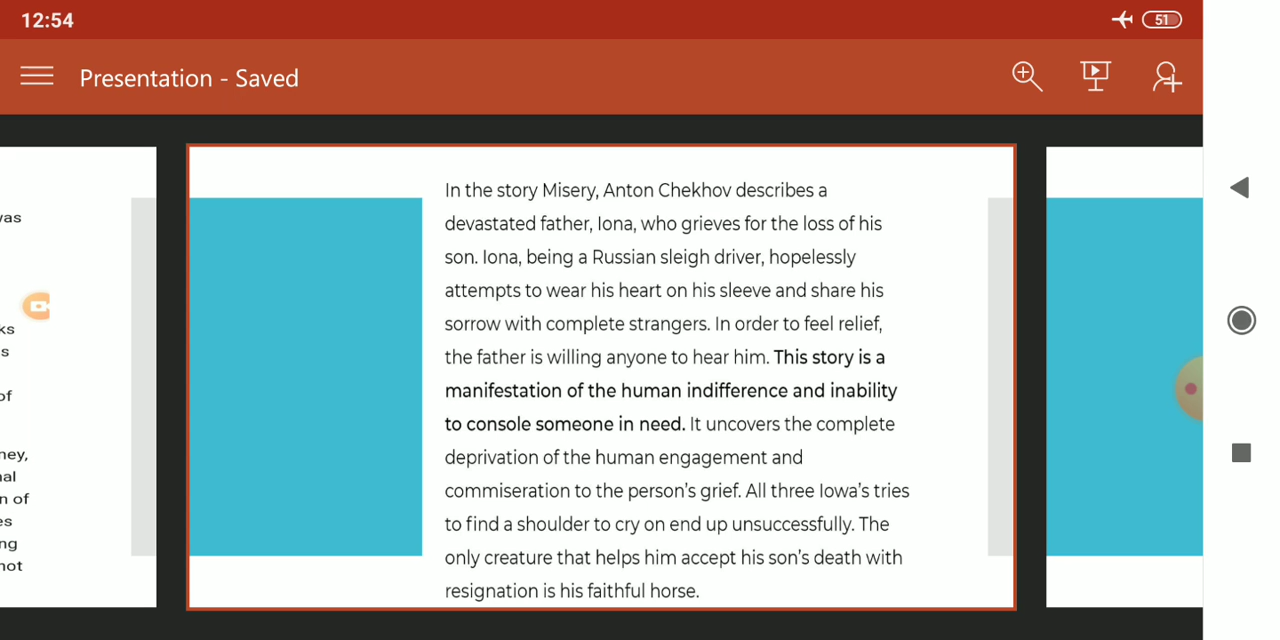 12:54
51
Presentation - Saved
In the story Misery, Anton Chekhov describes a
devastated father, Iona, who grieves for the loss of his
son. Iona, being a Russian sleigh driver, hopelessly
attempts to wear his heart on his sleeve and share his
sorrow with complete strangers. In order to feel relief,
the father is willing anyone to hear him. This story is a
manifestation of the human indifference and inability
to console someone in need. It uncovers the complete
deprivation of the human engagement and
commiseration to the person's grief. All three Iowa's tries
to find a shoulder to cry on end up unsuccessfully. The
only creature that helps him accept his son's death with
resignation is his faithful horse.